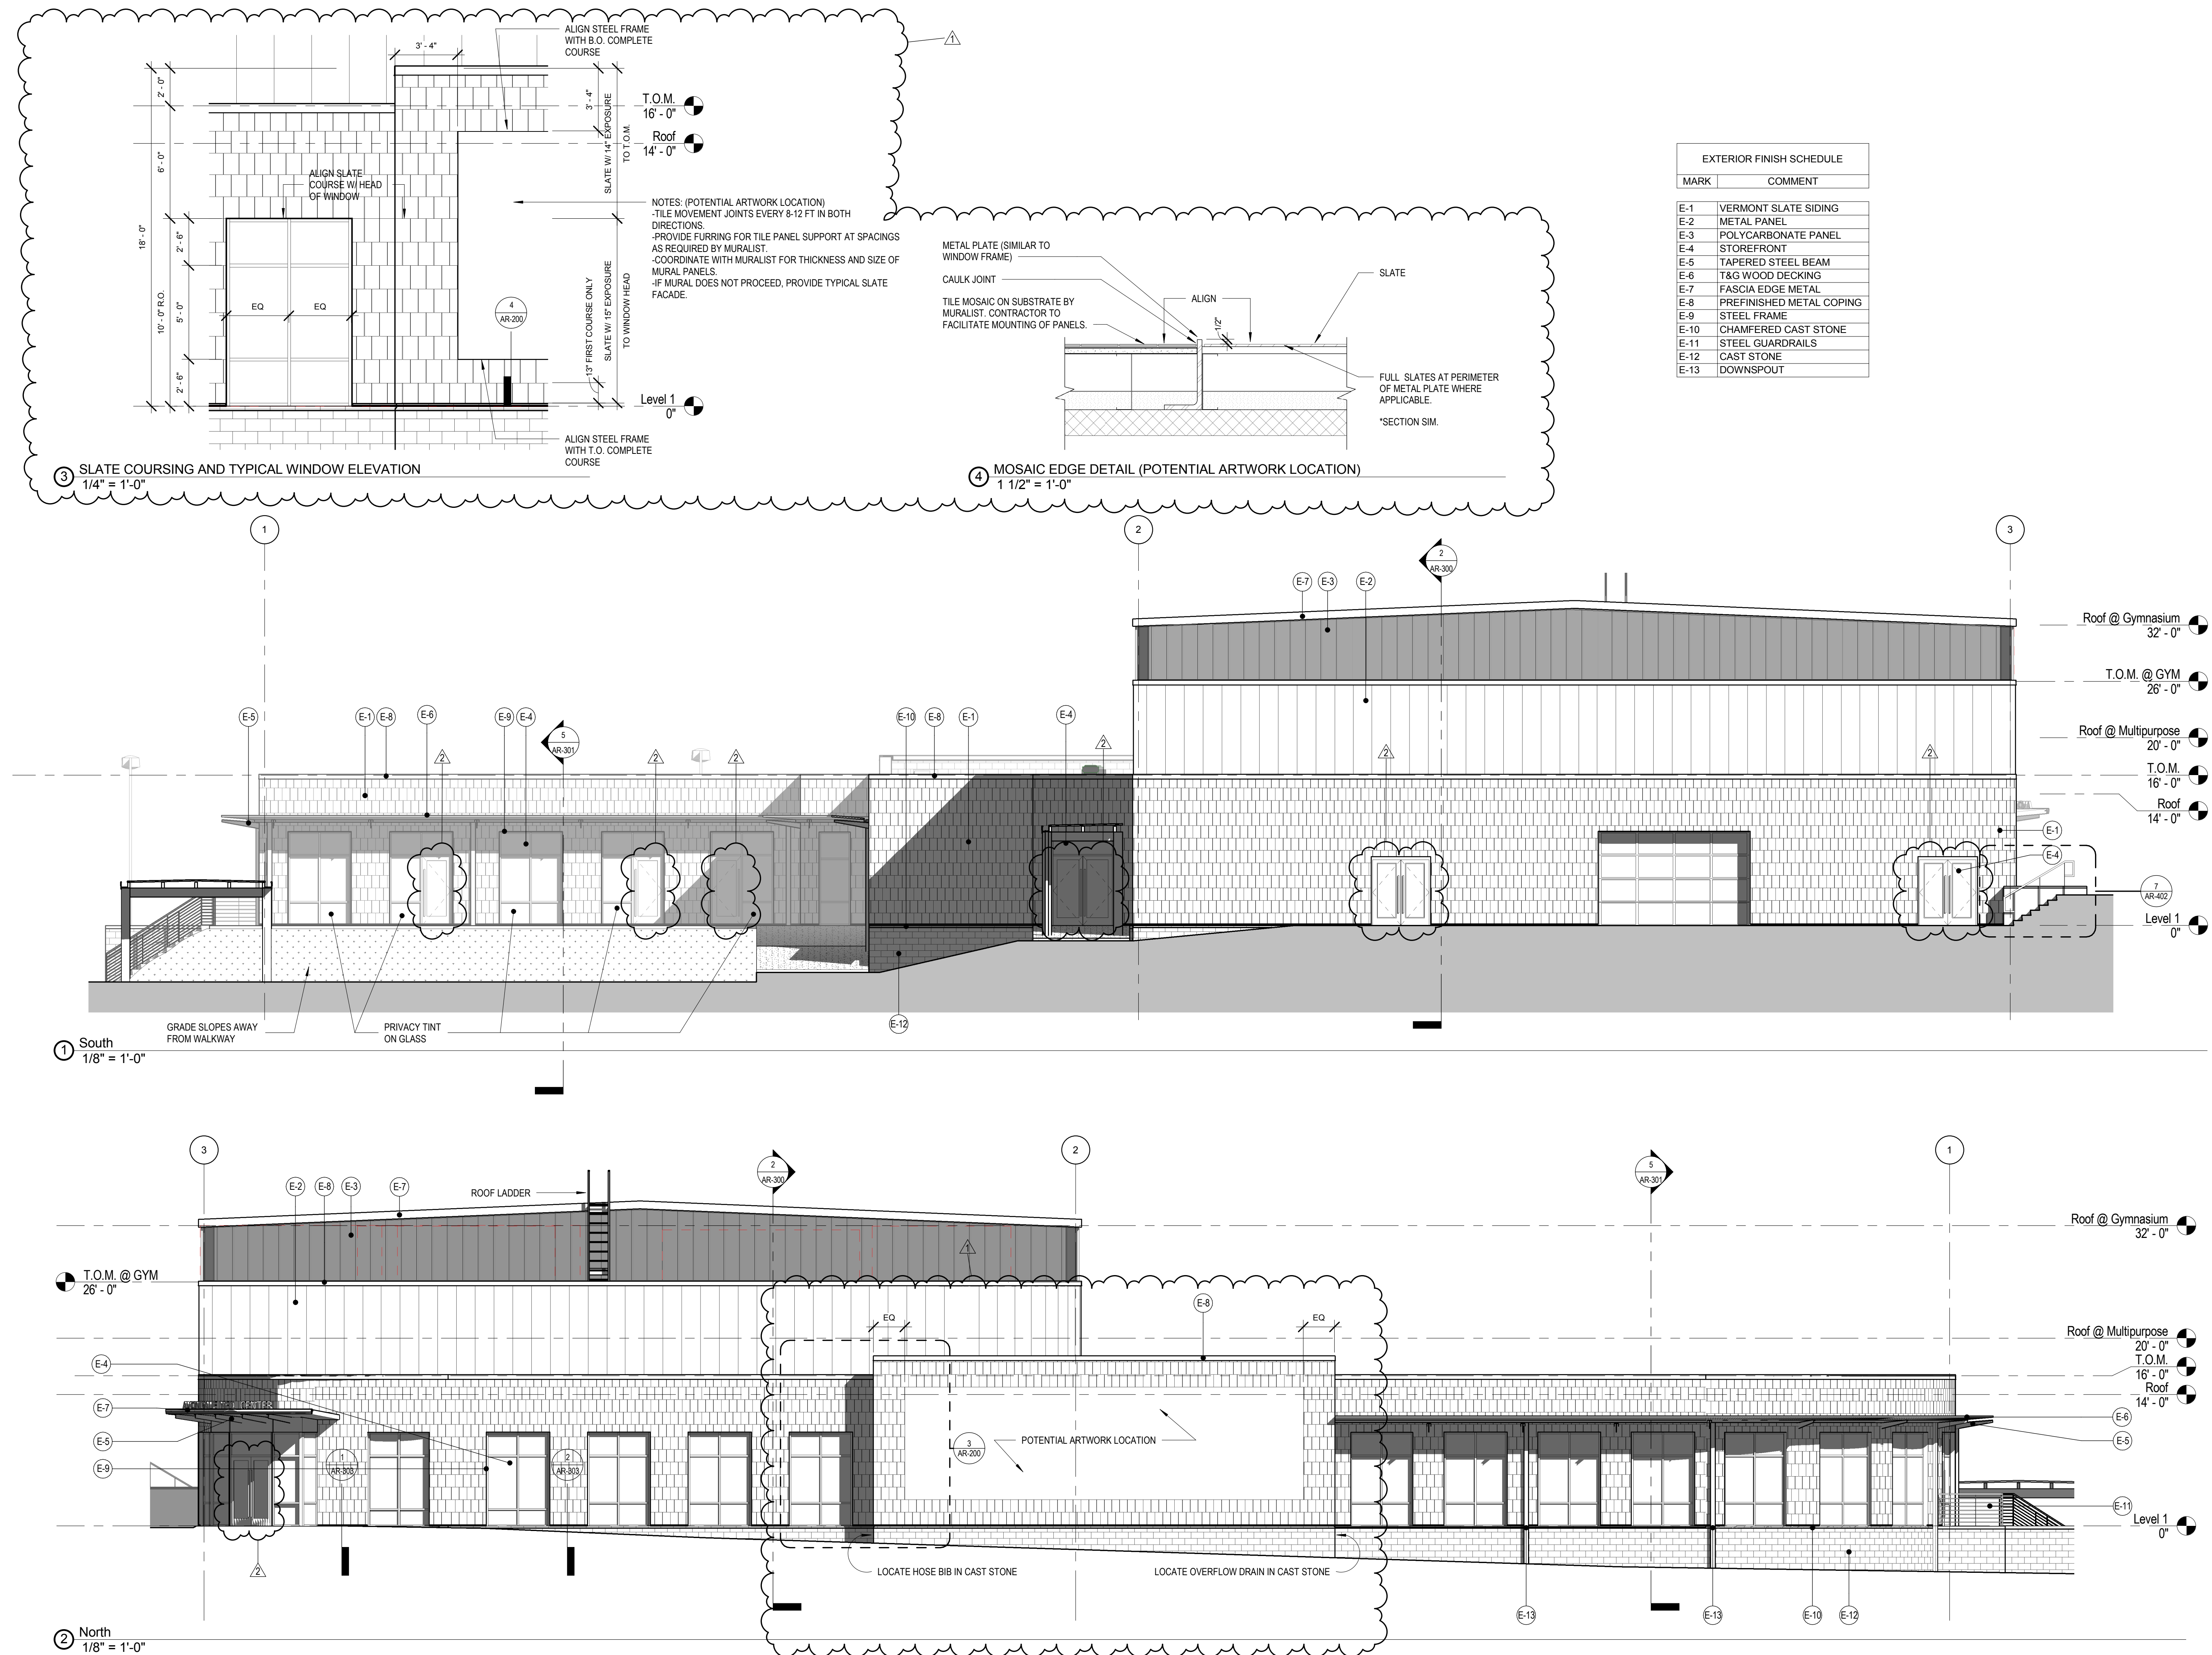 ALIGN STEEL FRAME
WITH B.O. COMPLETE
COURSE
1
3' - 4"
2' - 0"
3' - 4"
T.O.M.
16' - 0"
Roof
14' - 0"
6' - 0"
18' - 0"
SLATE W/ 14" EXPOSURE
TO T.O.M.
ALIGN SLATE
COURSE W/ HEAD
OF WINDOW
NOTES: (POTENTIAL ARTWORK LOCATION)
-TILE MOVEMENT JOINTS EVERY 8-12 FT IN BOTH
DIRECTIONS.
-PROVIDE FURRING FOR TILE PANEL SUPPORT AT SPACINGS
AS REQUIRED BY MURALIST.
-COORDINATE WITH MURALIST FOR THICKNESS AND SIZE OF
MURAL PANELS.
-IF MURAL DOES NOT PROCEED, PROVIDE TYPICAL SLATE
FACADE.
2' - 6"
5' - 0"
2' - 6"
10' - 0" R.O.
EQ
EQ
4
AR-200
13" FIRST COURSE ONLY
SLATE W/ 15" EXPOSURE
TO WINDOW HEAD
Level 1
0"
ALIGN STEEL FRAME
WITH T.O. COMPLETE
COURSE
3
SLATE COURSING AND TYPICAL WINDOW ELEVATION
1/4" = 1'-0"
METAL PLATE (SIMILAR TO
WINDOW FRAME)
CAULK JOINT
TILE MOSAIC ON SUBSTRATE BY
MURALIST. CONTRACTOR TO
FACILITATE MOUNTING OF PANELS.
ALIGN
1/2"
SLATE
FULL SLATES AT PERIMETER
OF METAL PLATE WHERE
APPLICABLE.
*SECTION SIM.
4
MOSAIC EDGE DETAIL (POTENTIAL ARTWORK LOCATION)
1 1/2" = 1'-0"
EXTERIOR FINISH SCHEDULE
MARK COMMENT
E-1 VERMONT SLATE SIDING
E-2 METAL PANEL
E-3 POLYCARBONATE PANEL
E-4 STOREFRONT
E-5 TAPERED STEEL BEAM
E-6 T&G WOOD DECKING
E-7 FASCIA EDGE METAL
E-8 PREFINISHED METAL COPING
E-9 STEEL FRAME
E-10 CHAMFERED CAST STONE
E-11 STEEL GUARDRAILS
E-12 CAST STONE
E-13 DOWNSPOUT
1
2
3
2
AR-300
E-7
E-3
E-2
Roof @ Gymnasium
32' - 0"
T.O.M. @ GYM
26' - 0"
Roof @ Multipurpose
20' - 0"
T.O.M.
16' - 0"
Roof
14' - 0"
E-5
E-1
E-8
E-6
E-9
E-4
5
AR-301
E-10
E-8
E-1
E-4
2
2
2
2
2
2
E-1
E-4
7
AR-402
Level 1
0"
E-12
GRADE SLOPES AWAY
FROM WALKWAY
PRIVACY TINT
ON GLASS
1
South
1/8" = 1'-0"
3
2
1
2
AR-300
5
AR-301
E-2
E-8
E-3
E-7
ROOF LADDER
1
Roof @ Gymnasium
32' - 0"
T.O.M. @ GYM
26' - 0"
E-8
EQ
EQ
Roof @ Multipurpose
20' - 0"
T.O.M.
16' - 0"
Roof
14' - 0"
E-4
E-7
E-5
E-9
CENTER
1
AR-303
2
AR-303
3
AR-200
POTENTIAL ARTWORK LOCATION
E-6
E-5
E-11
Level 1
0"
2
LOCATE HOSE BIB IN CAST STONE
LOCATE OVERFLOW DRAIN IN CAST STONE
E-13
E-13
E-10
E-12
2
North
1/8" = 1'-0"